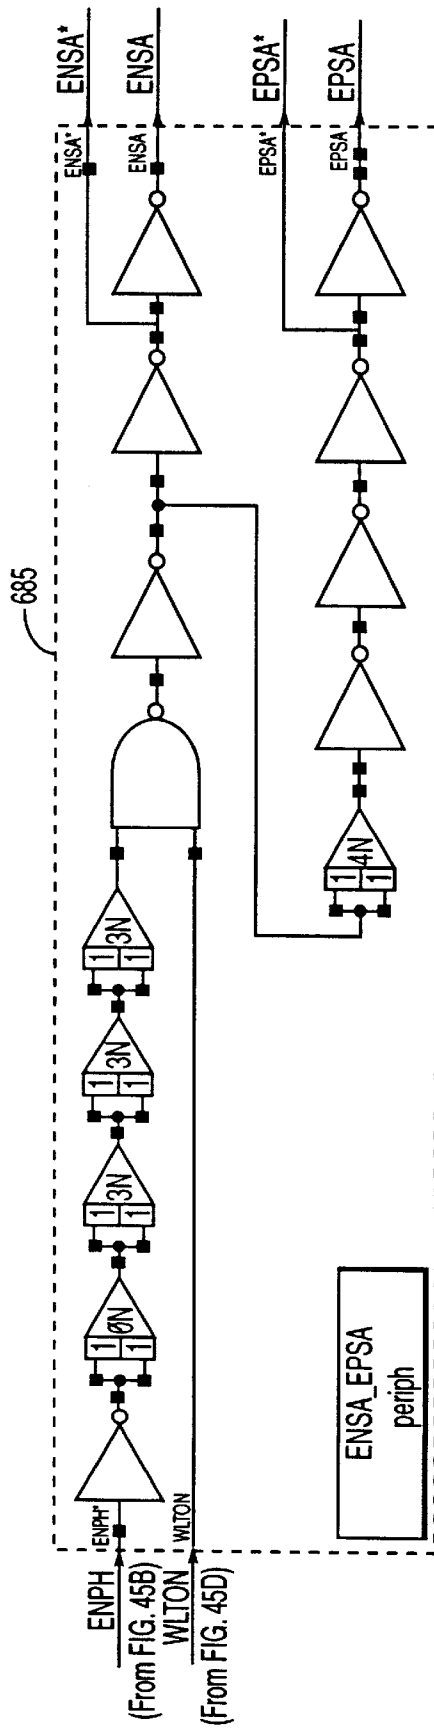 685
ENPH
(From FIG. 45B)
ENPH*
WLTON
(From FIG. 45D)
WLTON
1
1
ØN
1
1
3N
1
1
3N
1
1
3N
ENSA*
ENSA*
ENSA
ENSA
1
1
4N
EPSA*
EPSA*
EPSA
EPSA
ENSA_EPSA
periph